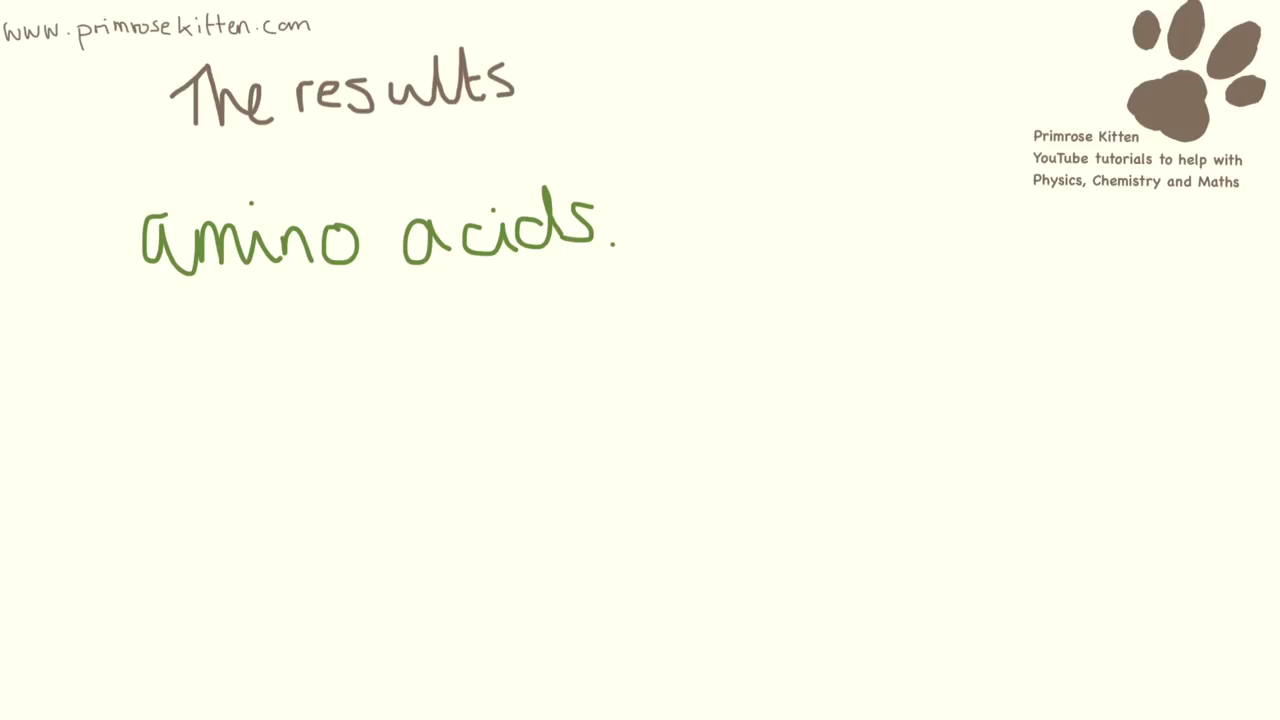 www.primrosekitten.com
The results
Primrose Kitten
YouTube tutorials to help with
Physics, Chemistry and Maths
amino acids.